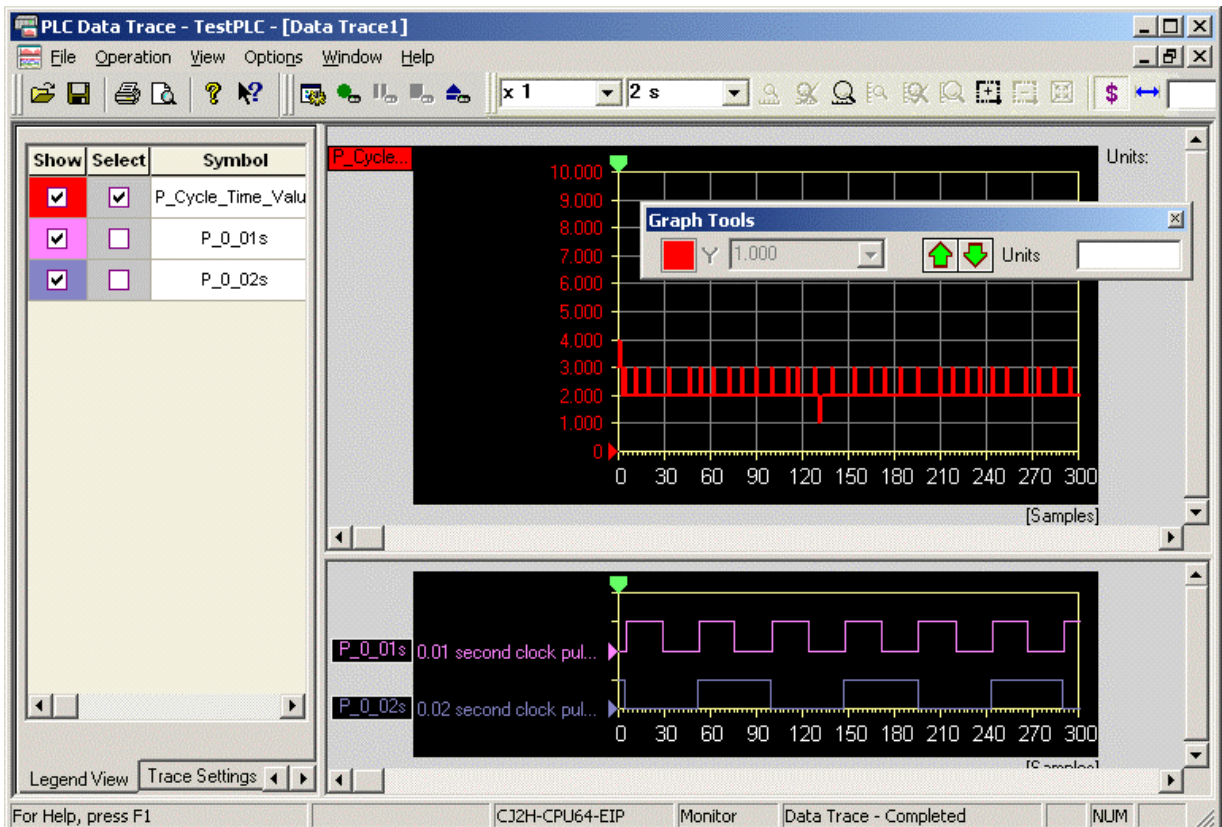 PLC Data Trace - TestPLC - [Data Trace1]
File Operation View Options Window Help
x 1 2 s $
Show Select Symbol
P_Cycle_Time_Valu
P_0_01s
P_0_02s
P_Cycle...
Units:
10.000
9.000
8.000
7.000
6.000
5.000
4.000
3.000
2.000
1.000
0
Graph Tools
Y 1.000 Units
0 30 60 90 120 150 180 210 240 270 300
[Samples]
P_0_01s 0.01 second clock pul...
P_0_02s 0.02 second clock pul...
0 30 60 90 120 150 180 210 240 270 300
[Samples]
Legend View Trace Settings
For Help, press F1 CJ2H-CPU64-EIP Monitor Data Trace - Completed NUM